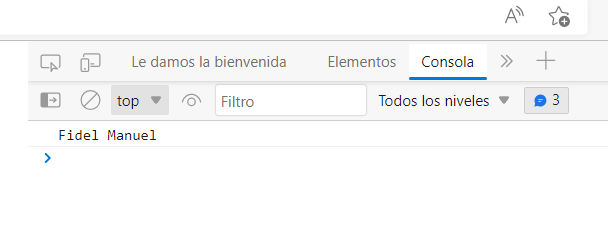 Le damos la bienvenida Elementos Consola
top Filtro Todos los niveles 3
Fidel Manuel